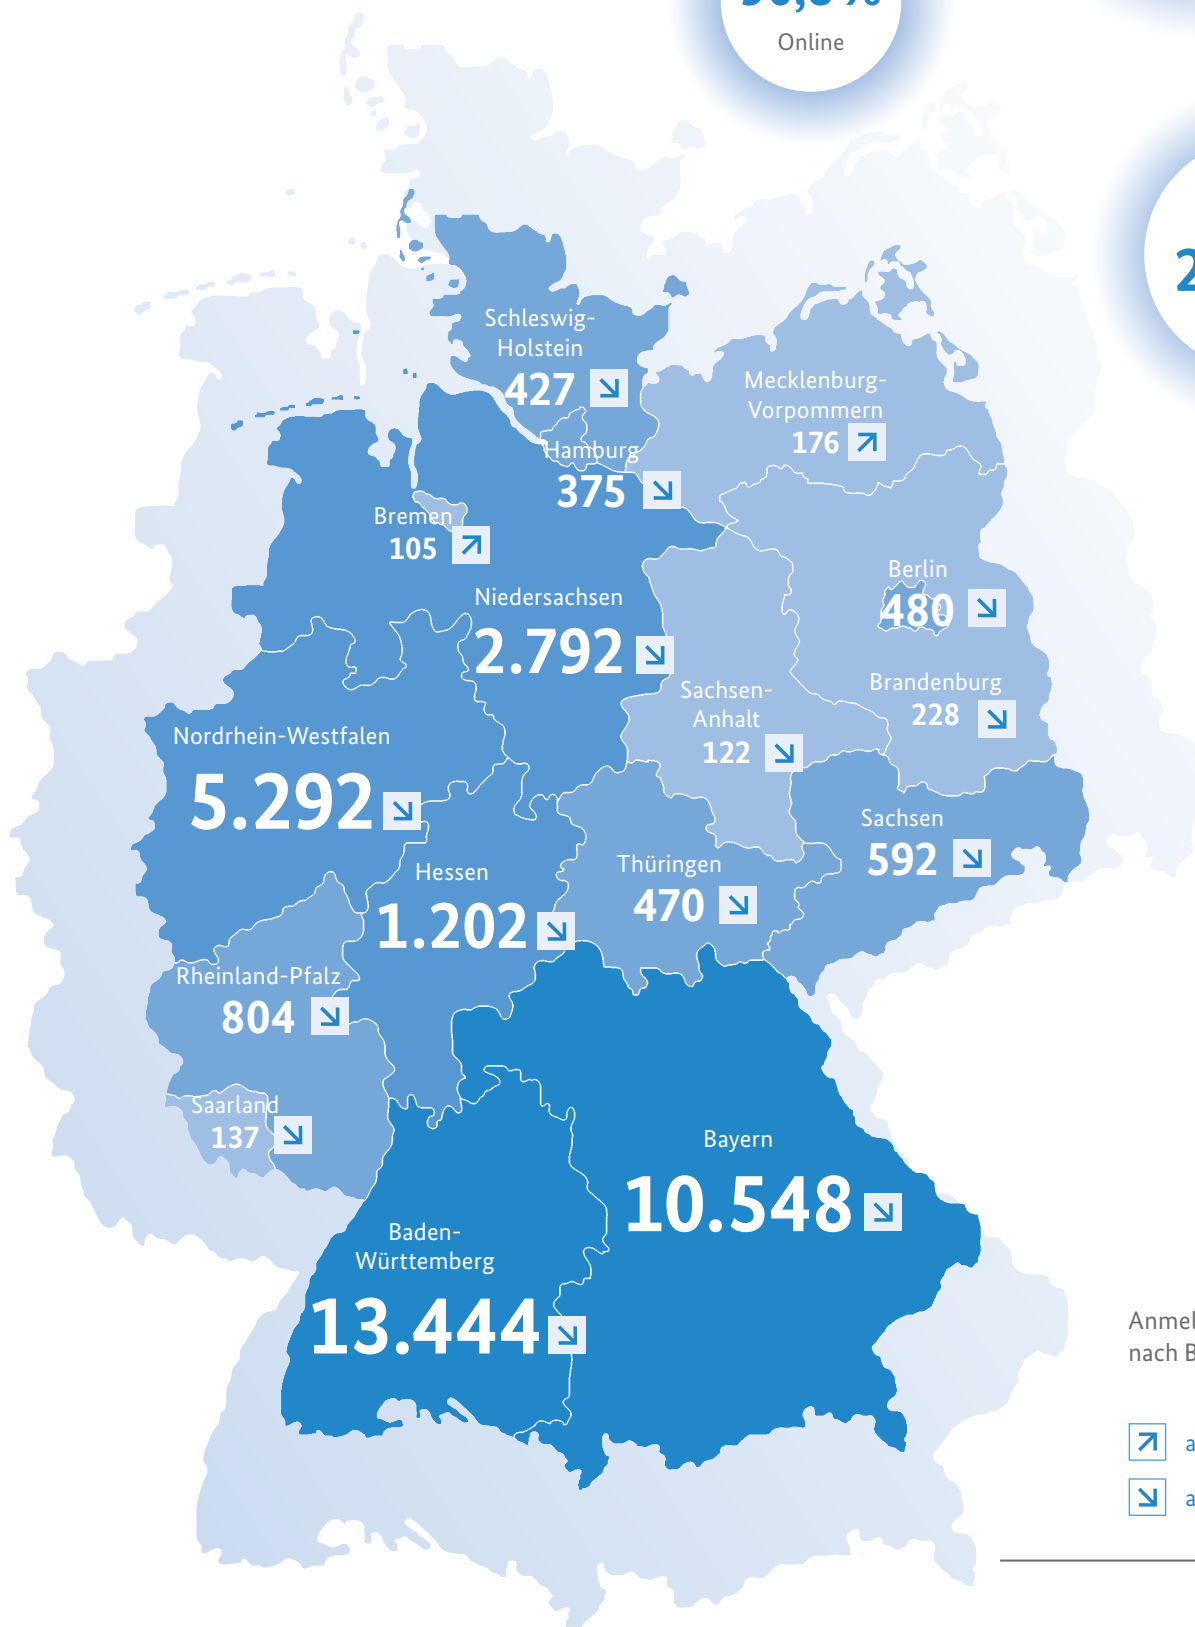 Online
Schleswig-
Holstein
427
Mecklenburg-
Vorpommern
176
Hamburg
375
Bremen
105
Berlin
480
Niedersachsen
2.792
Brandenburg
228
Sachsen-
Anhalt
122
Nordrhein-Westfalen
5.292
Sachsen
592
Thüringen
470
Hessen
1.202
Rheinland-Pfalz
804
Saarland
137
Bayern
10.548
Baden-
Württemberg
13.444
nach